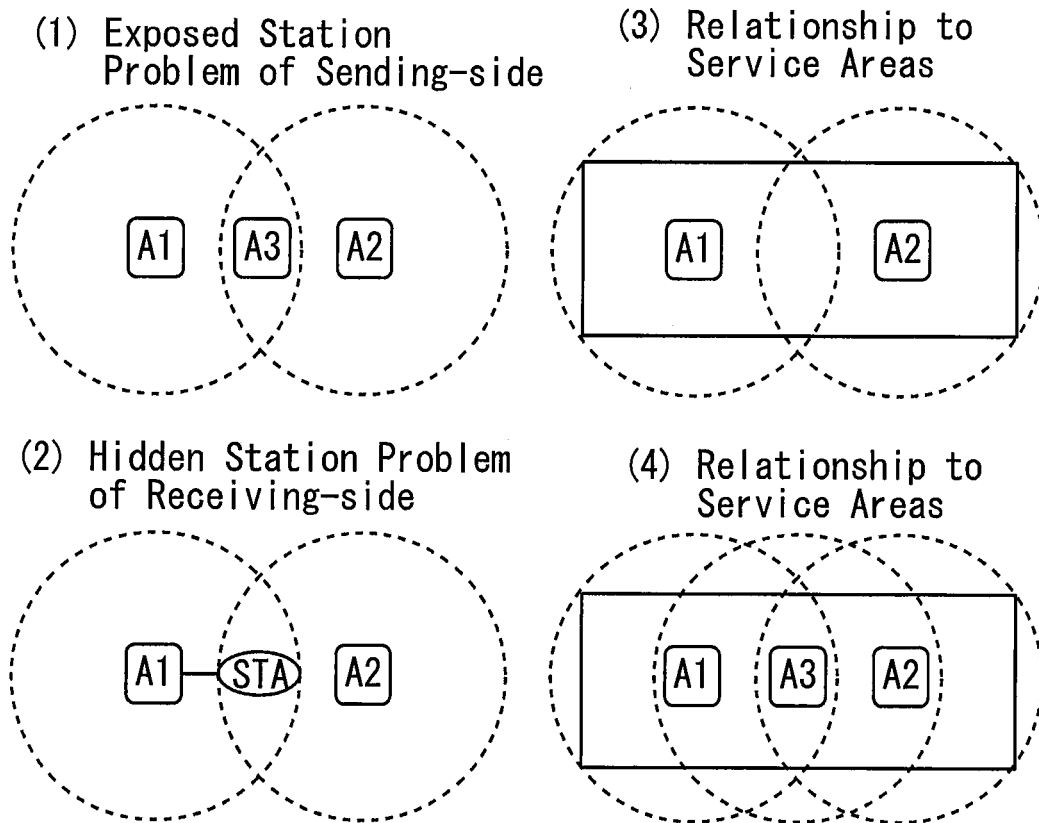 (1) Exposed Station
Problem of Sending-side
A1 A3 A2
(2) Hidden Station Problem
of Receiving-side
A1 STA A2
(3) Relationship to
Service Areas
A1 A2
(4) Relationship to
Service Areas
A1 A3 A2